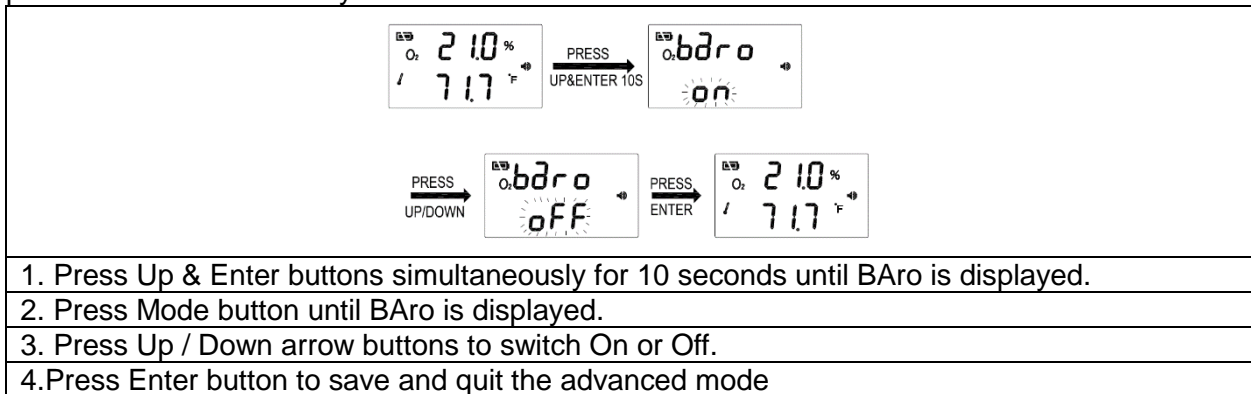 O₂ 21.0 %
71.7 °F
PRESS
UP&ENTER 10S
O₂ bAro
on
PRESS
UP/DOWN
O₂ bAro
oFF
PRESS
ENTER
O₂ 21.0 %
71.7 °F
1. Press Up & Enter buttons simultaneously for 10 seconds until BAro is displayed.
2. Press Mode button until BAro is displayed.
3. Press Up / Down arrow buttons to switch On or Off.
4.Press Enter button to save and quit the advanced mode